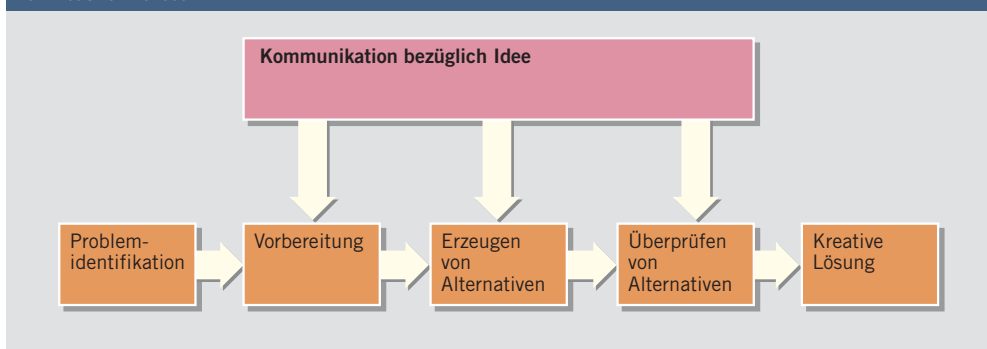 Kommunikation bezüglich Idee
Problem-
identifikation
Vorbereitung
Erzeugen
von
Alternativen
Überprüfen
von
Alternativen
Kreative
Lösung